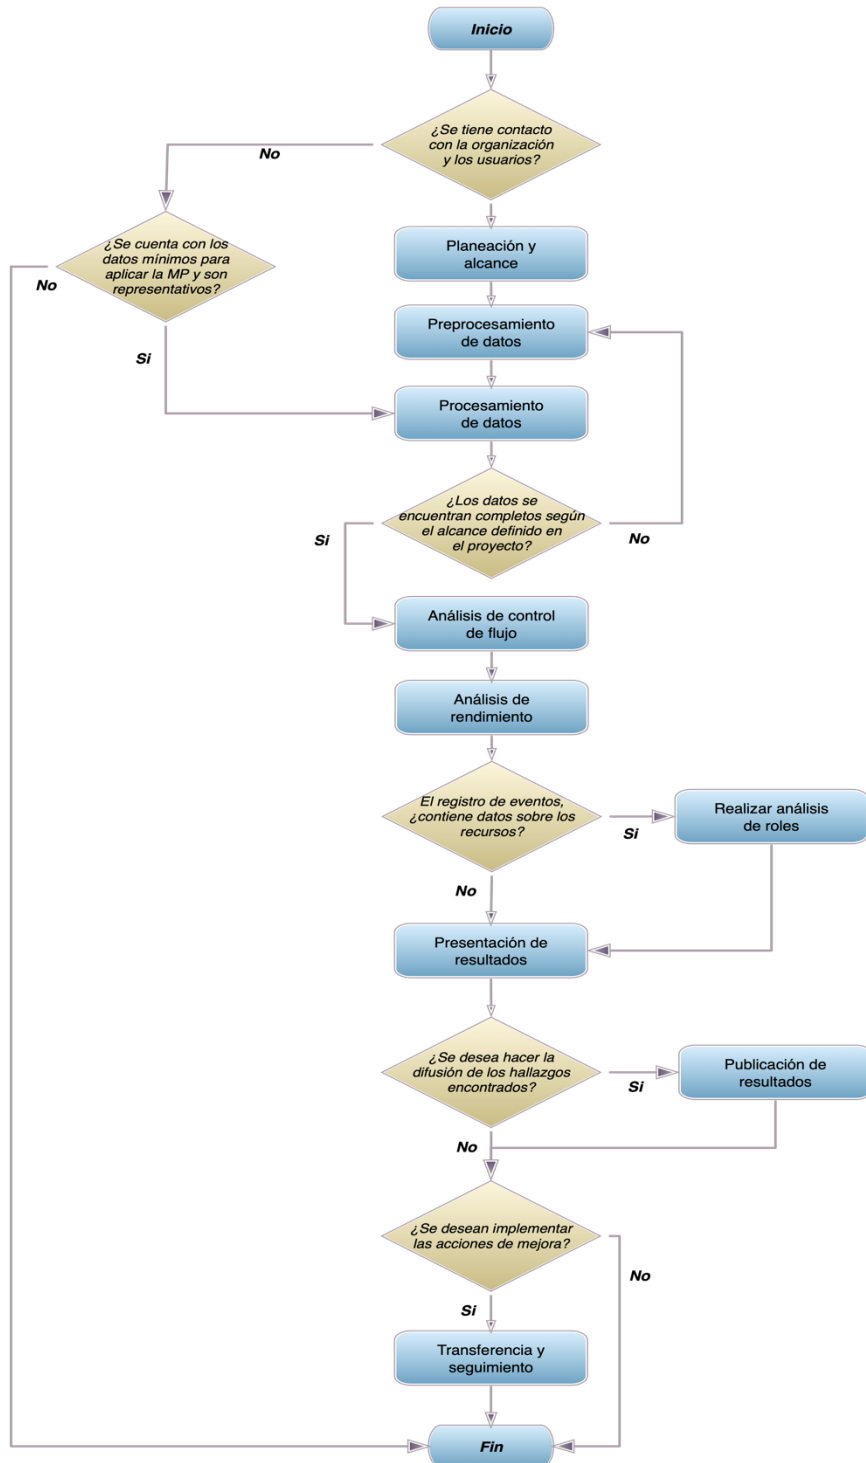 Inicio
¿Se tiene contacto
con la organización
y los usuarios?
No
¿Se cuenta con los
datos mínimos para
aplicar la MP y son
representativos?
No
Si
Planeación y
alcance
Preprocesamiento
de datos
Procesamiento
de datos
¿Los datos se
encuentran completos según
el alcance definido en
el proyecto?
Si
No
Análisis de control
de flujo
Análisis de
rendimiento
El registro de eventos,
¿contiene datos sobre los
recursos?
Si
Realizar análisis
de roles
No
Presentación de
resultados
¿Se desea hacer la
difusión de los hallazgos
encontrados?
Si
Publicación de
resultados
No
¿Se desean implementar
las acciones de mejora?
No
Si
Transferencia y
seguimiento
Fin